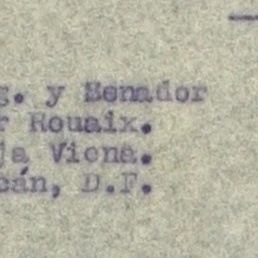 g. y Senador
r Rouaix.
ja Viena.
cán, D.F.